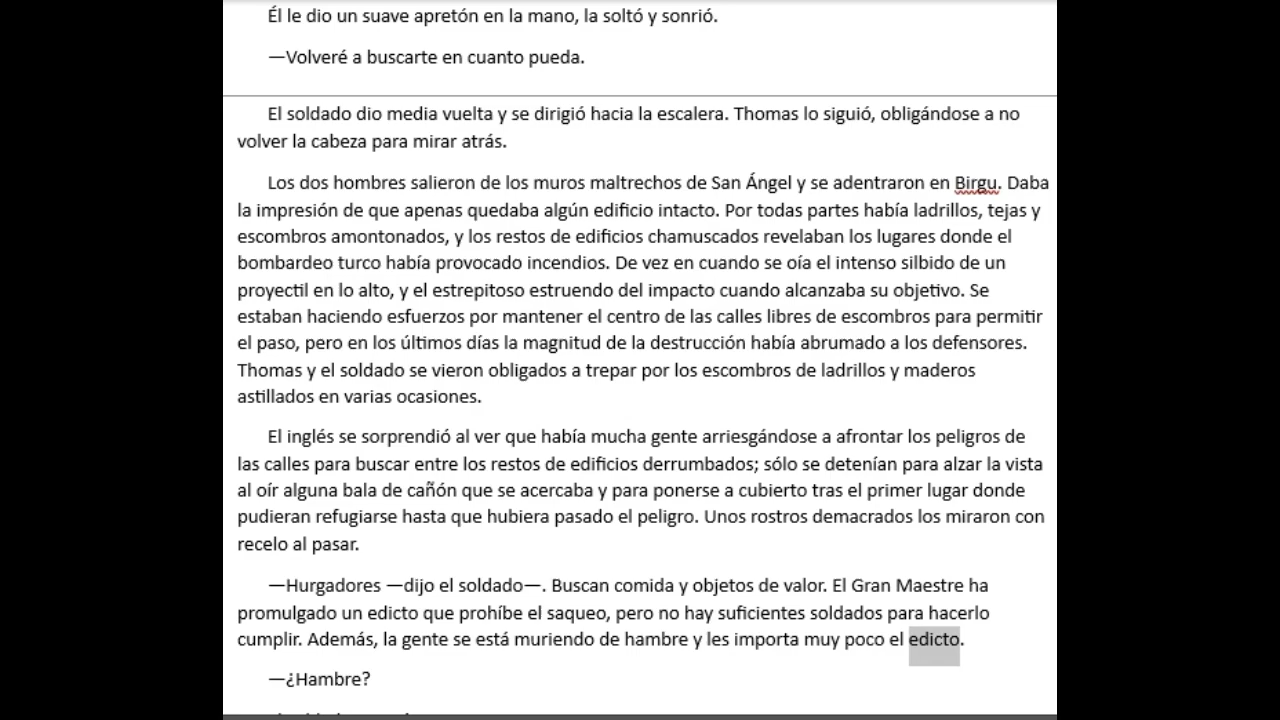 Él le dio un suave apretón en la mano, la soltó y sonrió.
—Volveré a buscarte en cuanto pueda.
El soldado dio media vuelta y se dirigió hacia la escalera. Thomas lo siguió, obligándose a no
volver la cabeza para mirar atrás.
Los dos hombres salieron de los muros maltrechos de San Ángel y se adentraron en Birgu. Daba
la impresión de que apenas quedaba algún edificio intacto. Por todas partes había ladrillos, tejas y
escombros amontonados, y los restos de edificios chamuscados revelaban los lugares donde el
bombardeo turco había provocado incendios. De vez en cuando se oía el intenso silbido de un
proyectil en lo alto, y el estrepitoso estruendo del impacto cuando alcanzaba su objetivo. Se
estaban haciendo esfuerzos por mantener el centro de las calles libres de escombros para permitir
el paso, pero en los últimos días la magnitud de la destrucción había abrumado a los defensores.
Thomas y el soldado se vieron obligados a trepar por los escombros de ladrillos y maderos
astillados en varias ocasiones.
El inglés se sorprendió al ver que había mucha gente arriesgándose a afrontar los peligros de
las calles para buscar entre los restos de edificios derrumbados; sólo se detenían para alzar la vista
al oír alguna bala de cañón que se acercaba y para ponerse a cubierto tras el primer lugar donde
pudieran refugiarse hasta que hubiera pasado el peligro. Unos rostros demacrados los miraron con
recelo al pasar.
—Hurgadores —dijo el soldado—. Buscan comida y objetos de valor. El Gran Maestre ha
promulgado un edicto que prohíbe el saqueo, pero no hay suficientes soldados para hacerlo
cumplir. Además, la gente se está muriendo de hambre y les importa muy poco el edicto.
—¿Hambre?